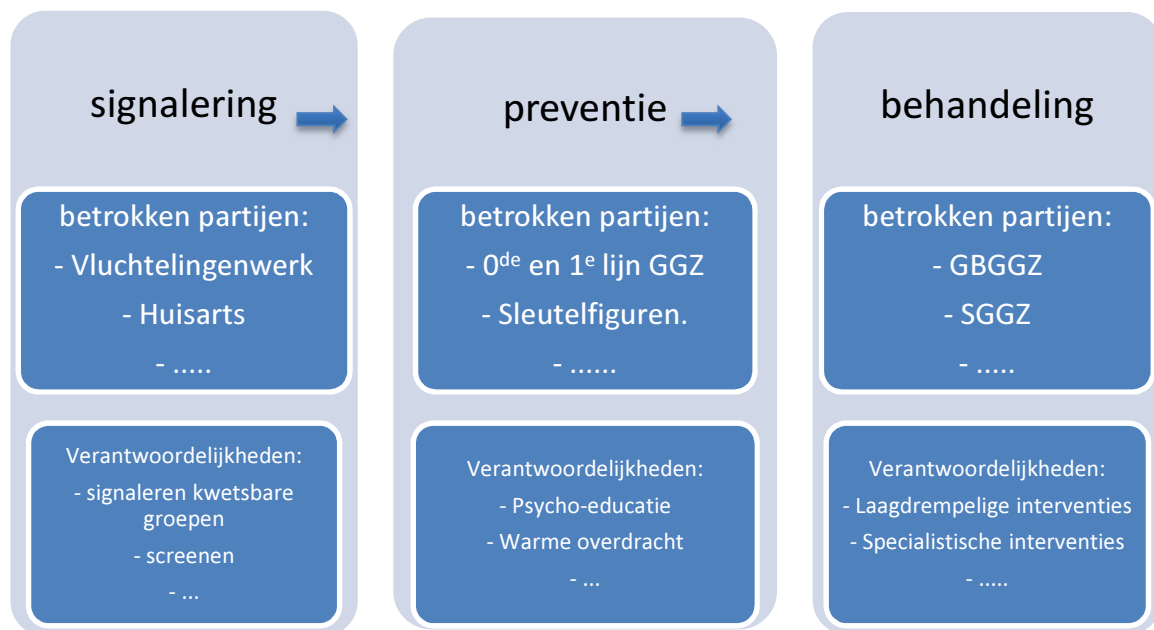 signalering
betrokken partijen:
- Vluchtelingenwerk
- Huisarts
- .....
Verantwoordelijkheden:
- signaleren kwetsbare
groepen
- screenen
- ...
preventie
betrokken partijen:
- 0de en 1e lijn GGZ
- Sleutelfiguren.
- ......
Verantwoordelijkheden:
- Psycho-educatie
- Warme overdracht
- ...
behandeling
betrokken partijen:
- GBGGZ
- SGGZ
- .....
Verantwoordelijkheden:
- Laagdrempelige interventies
- Specialistische interventies
- .....